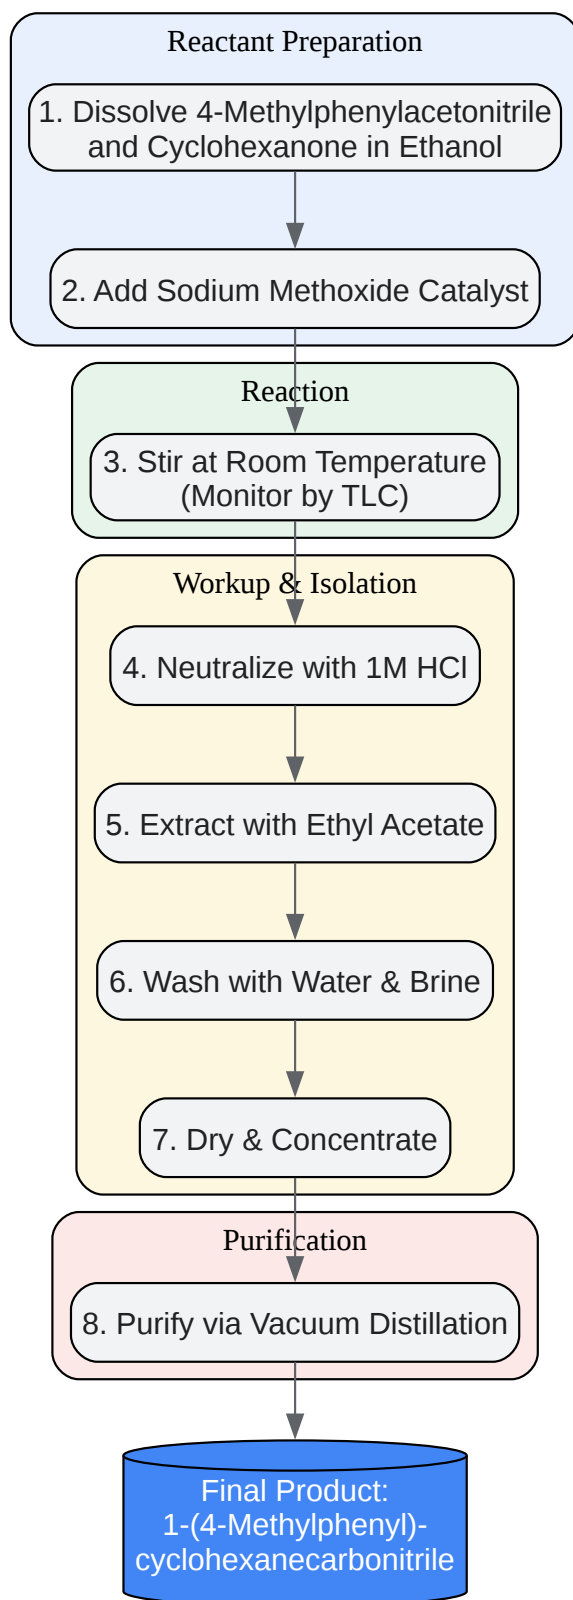 Reactant Preparation
1. Dissolve 4-Methylphenylacetonitrile
and Cyclohexanone in Ethanol
2. Add Sodium Methoxide Catalyst
Reaction
3. Stir at Room Temperature
(Monitor by TLC)
Workup & Isolation
4. Neutralize with 1M HCl
5. Extract with Ethyl Acetate
6. Wash with Water & Brine
7. Dry & Concentrate
Purification
8. Purify via Vacuum Distillation
Final Product:
1-(4-Methylphenyl)-
cyclohexanecarbonitrile